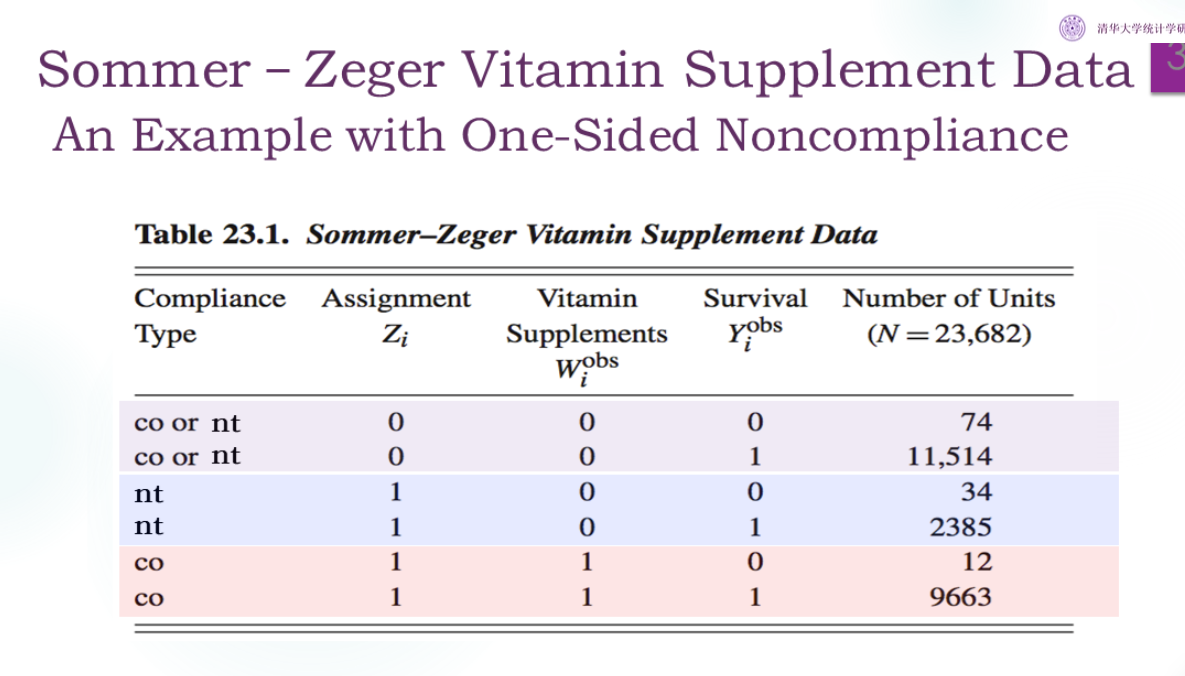 清华大学统计学研
Sommer – Zeger Vitamin Supplement Data
3
An Example with One-Sided Noncompliance
Table 23.1. Sommer–Zeger Vitamin Supplement Data
Compliance Assignment Vitamin Survival Number of Units
Type Zi Supplements Yi^obs (N = 23,682)
Wi^obs
co or nt 0 0 0 74
co or nt 0 0 1 11,514
nt 1 0 0 34
nt 1 0 1 2385
co 1 1 0 12
co 1 1 1 9663